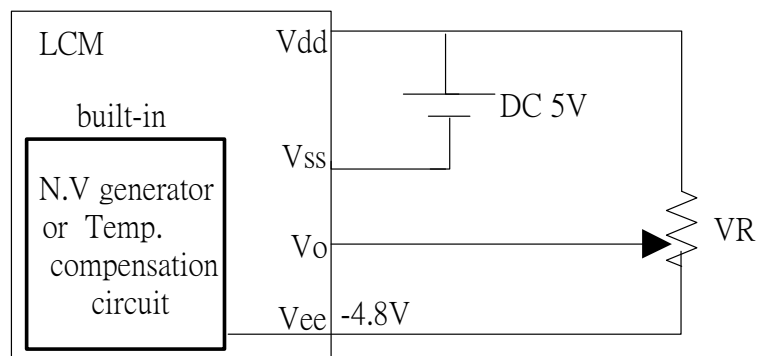 LCM
Vdd
built-in
DC 5V
Vss
N.V generator
or Temp.
compensation
circuit
Vo
VR
Vee
-4.8V